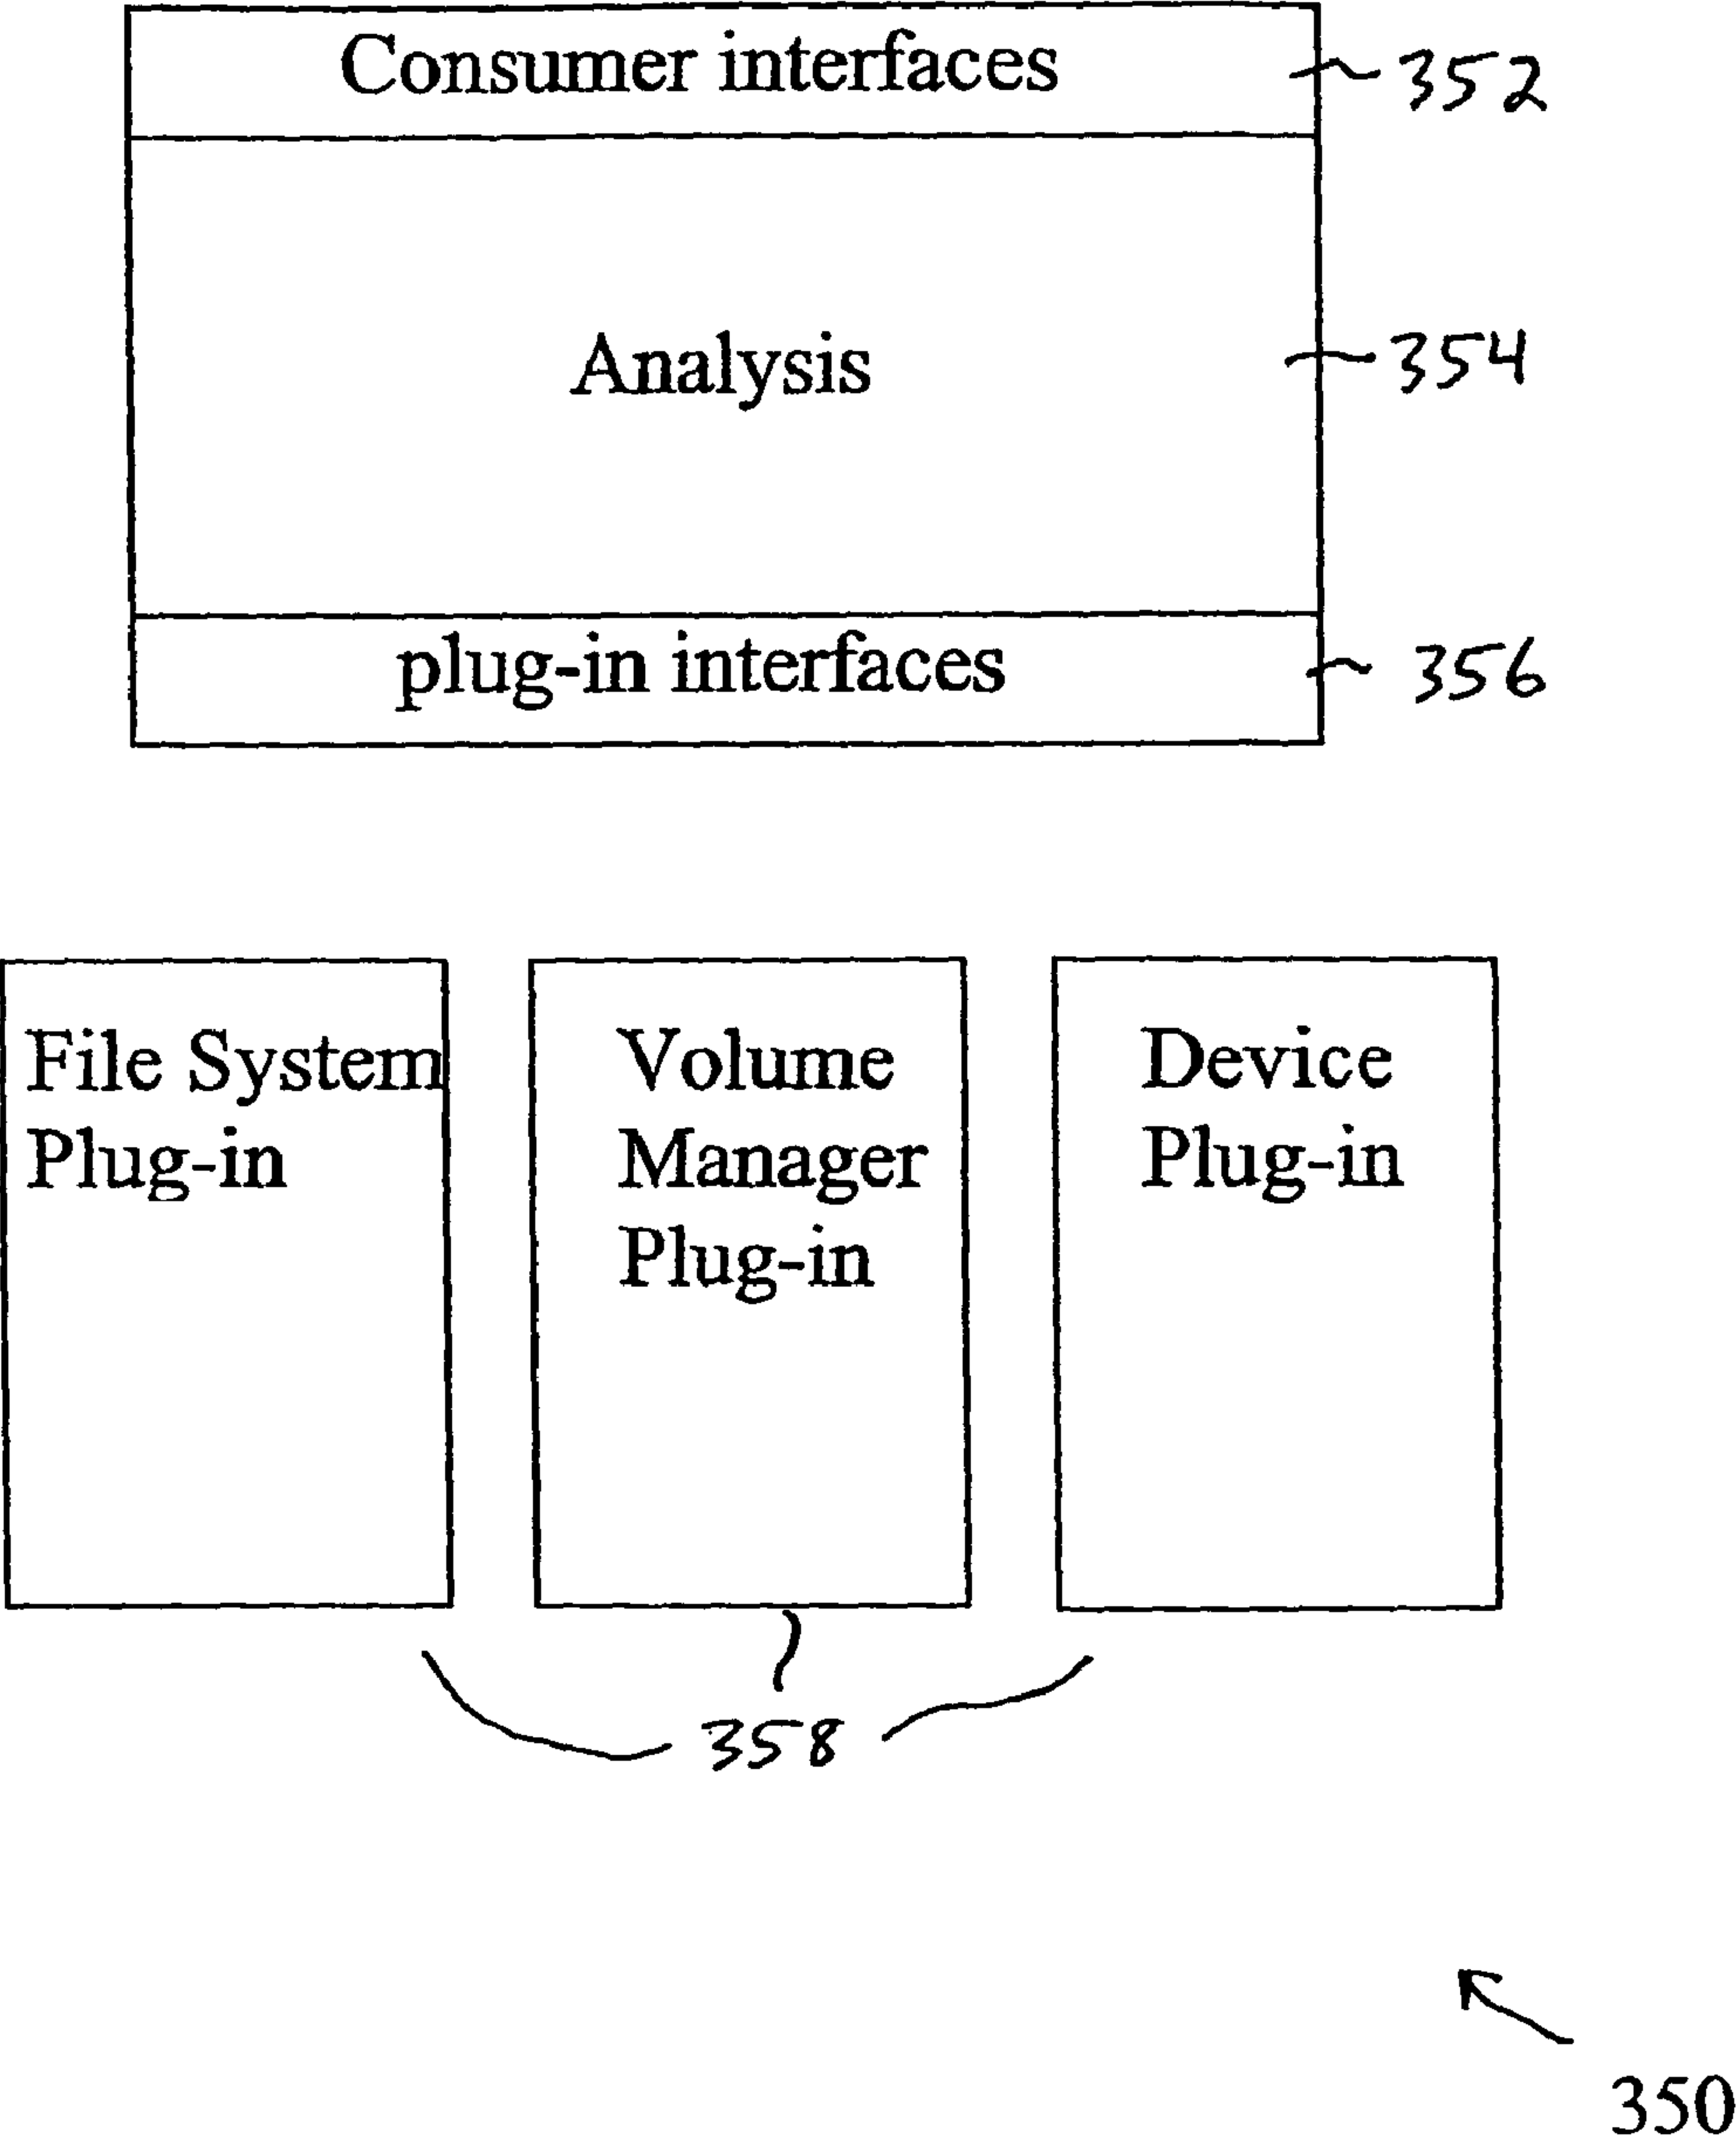 Consumer interfaces
352
Analysis
354
plug-in interfaces
356
File System
Plug-in
Volume
Manager
Plug-in
Device
Plug-in
358
350